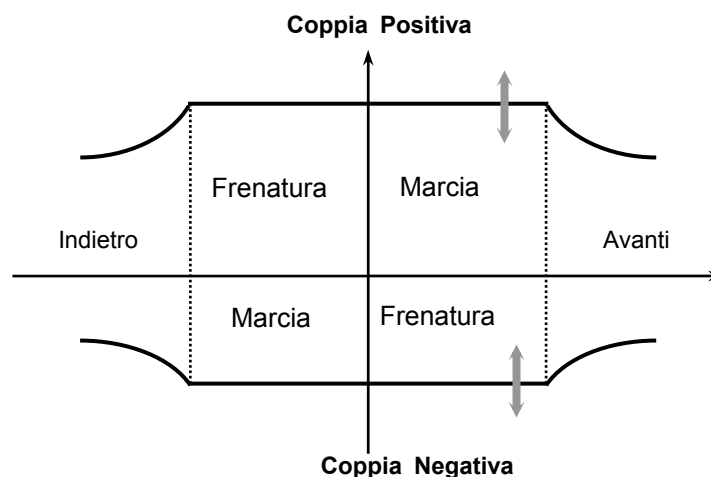 Coppia Positiva
Frenatura
Marcia
Indietro
Avanti
Marcia
Frenatura
Coppia Negativa